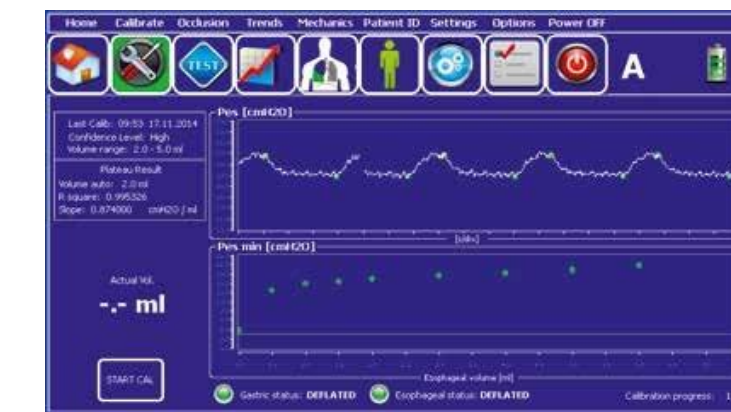 Home Calibrate Occlusion Trends Mechanics Patient ID Settings Options Power OFF
TEST
A
Last Calib: 09:53 17.11.2014
Confidence Level: High
Volume range: 2.0 - 5.0 ml
Plateau Result
Volume auto: 2.0 ml
R square: 0.995326
Slope: 0.874000 cmH2O / ml
Pes [cmH2O]
Pes min [cmH2O]
Actual Vol.
-.- ml
START CAL
Esophageal volume [ml]
Gastric status: DEFLATED
Esophageal status: DEFLATED
Calibration progress: